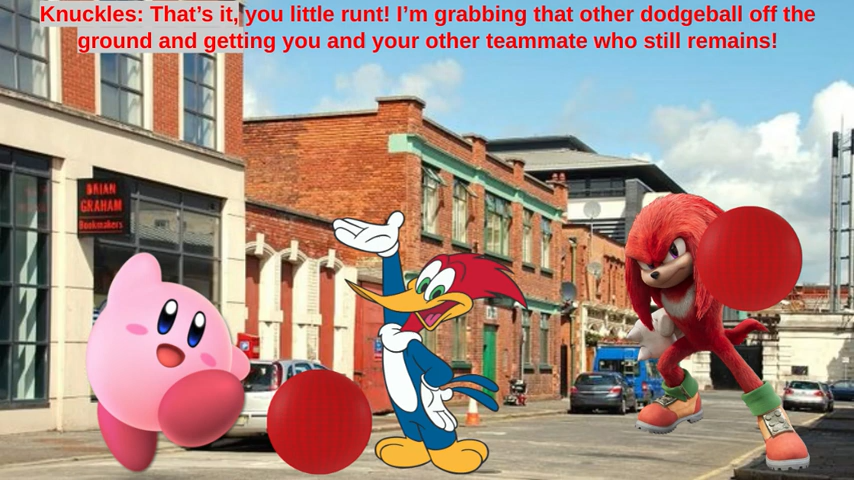 Knuckles: That’s it, you little runt! I’m grabbing that other dodgeball off the
ground and getting you and your other teammate who still remains!
BRIAN
GRAHAM
Bookmakers